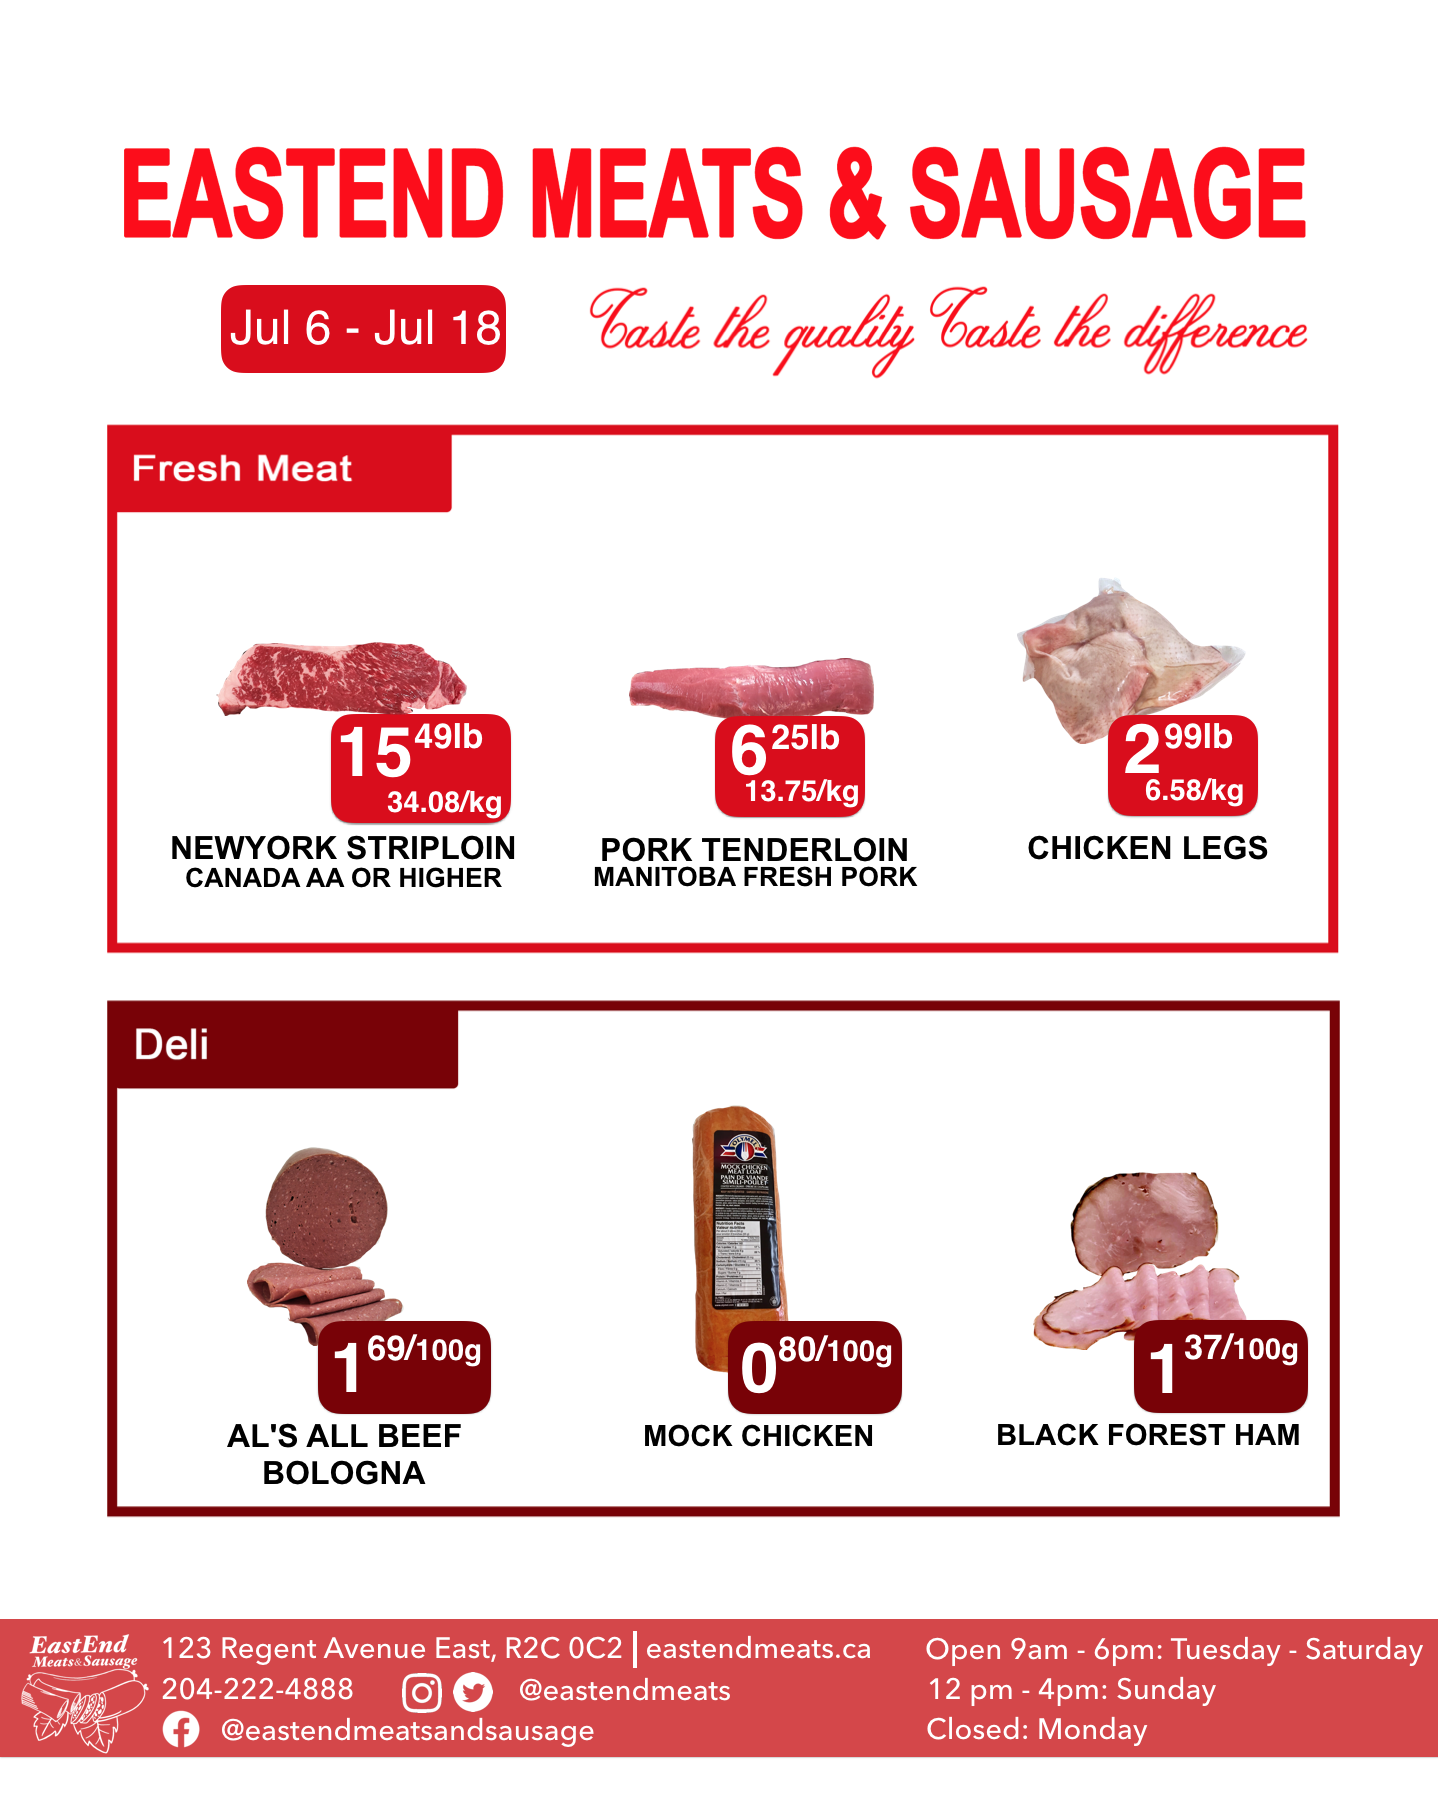 EASTEND MEATS & SAUSAGE
Jul 6 - Jul 18
Taste the quality Taste the difference
Fresh Meat
15 49lb
34.08/kg
NEWYORK STRIPLOIN
CANADA AA OR HIGHER
6 25lb
13.75/kg
PORK TENDERLOIN
MANITOBA FRESH PORK
2 99lb
6.58/kg
CHICKEN LEGS
Deli
1 69/100g
AL'S ALL BEEF
BOLOGNA
OLYMEL
MOCK CHICKEN
MEAT LOAF
PAIN DE VIANDE
SIMILI-POULET
Nutrition Facts
Valeur nutritive
0 80/100g
MOCK CHICKEN
1 37/100g
BLACK FOREST HAM
EastEnd
Meats&Sausage
123 Regent Avenue East, R2C 0C2 | eastendmeats.ca
204-222-4888
@eastendmeats
@eastendmeatsandsausage
Open 9am - 6pm: Tuesday - Saturday
12 pm - 4pm: Sunday
Closed: Monday